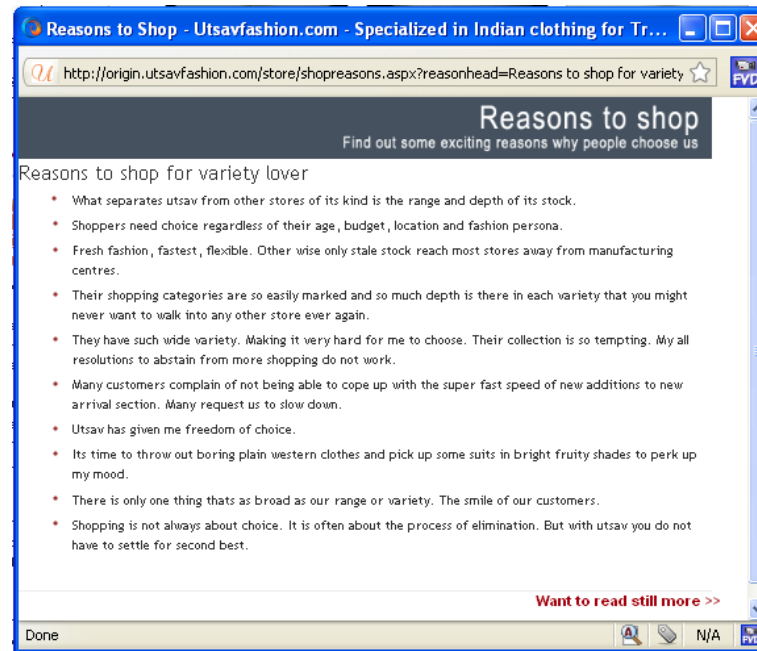 Reasons to Shop - Utsavfashion.com - Specialized in Indian clothing for Tr...
http://origin.utsavfashion.com/store/shopreasons.aspx?reasonhead=Reasons to shop for variety
FVD
Reasons to shop
Find out some exciting reasons why people choose us
Reasons to shop for variety lover
What separates utsav from other stores of its kind is the range and depth of its stock.
Shoppers need choice regardless of their age, budget, location and fashion persona.
Fresh fashion, fastest, flexible. Other wise only stale stock reach most stores away from manufacturing
centres.
Their shopping categories are so easily marked and so much depth is there in each variety that you might
never want to walk into any other store ever again.
They have such wide variety. Making it very hard for me to choose. Their collection is so tempting. My all
resolutions to abstain from more shopping do not work.
Many customers complain of not being able to cope up with the super fast speed of new additions to new
arrival section. Many request us to slow down.
Utsav has given me freedom of choice.
Its time to throw out boring plain western clothes and pick up some suits in bright fruity shades to perk up
my mood.
There is only one thing thats as broad as our range or variety. The smile of our customers.
Shopping is not always about choice. It is often about the process of elimination. But with utsav you do not
have to settle for second best.
Want to read still more >>
Done
N/A
FVD